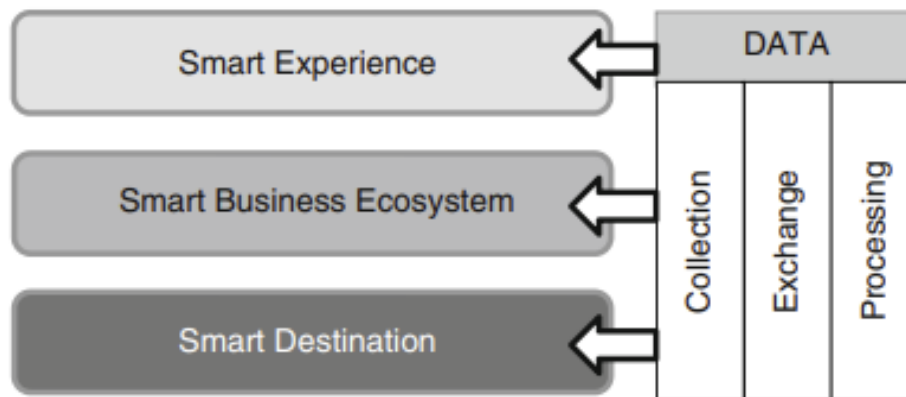 Smart Experience
DATA
Smart Business Ecosystem
Smart Destination
Collection
Exchange
Processing